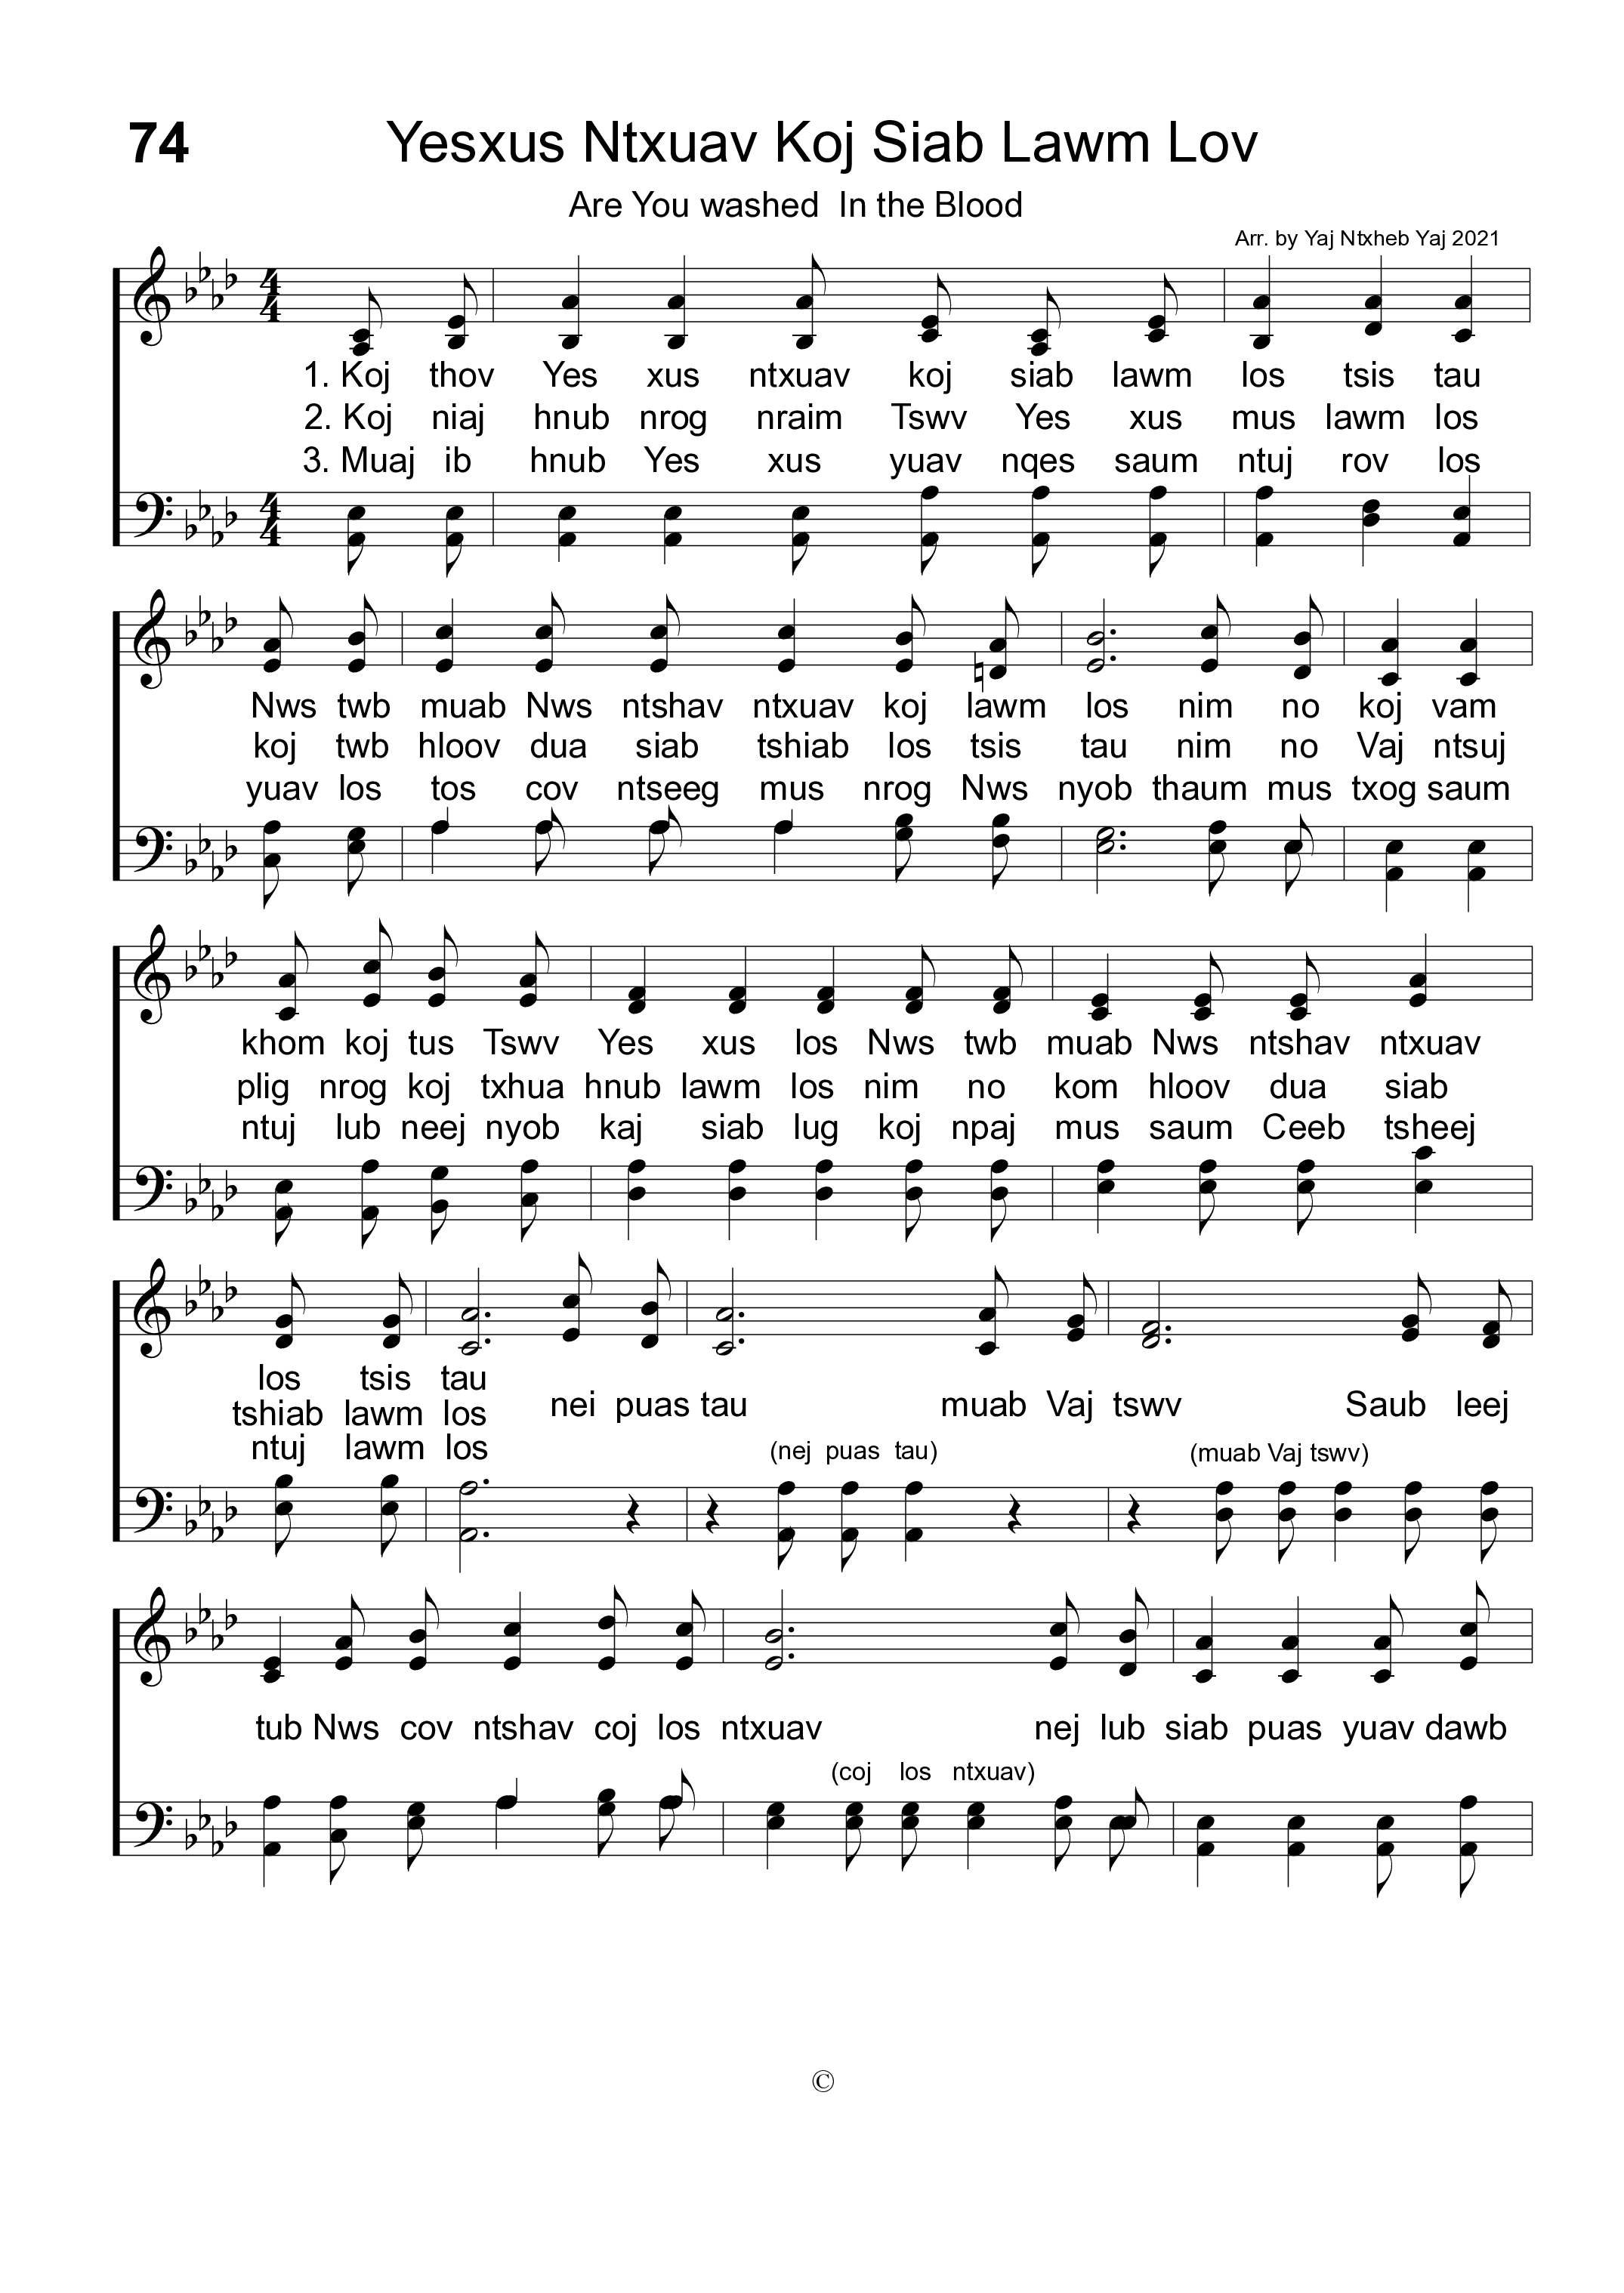 74
Yesxus Ntxuav Koj Siab Lawm Lov
Are You washed In the Blood
Arr. by Yaj Ntxheb Yaj 2021
1. Koj thov Yes xus ntxuav koj siab lawm los tsis tau
2. Koj niaj hnub nrog nraim Tswv Yes xus mus lawm los
3. Muaj ib hnub Yes xus yuav nqes saum ntuj rov los
Nws twb muab Nws ntshav ntxuav koj lawm los nim no koj vam
koj twb hloov dua siab tshiab los tsis tau nim no Vaj ntsuj
yuav los tos cov ntseeg mus nrog Nws nyob thaum mus txog saum
khom koj tus Tswv Yes xus los Nws twb muab Nws ntshav ntxuav
plig nrog koj txhua hnub lawm los nim no kom hloov dua siab
ntuj lub neej nyob kaj siab lug koj npaj mus saum Ceeb tsheej
los tsis tau
tshiab lawm los
ntuj lawm los
nei puas tau muab Vaj tswv Saub leej
(nej puas tau) (muab Vaj tswv)
tub Nws cov ntshav coj los ntxuav nej lub siab puas yuav dawb
(coj los ntxuav)
©